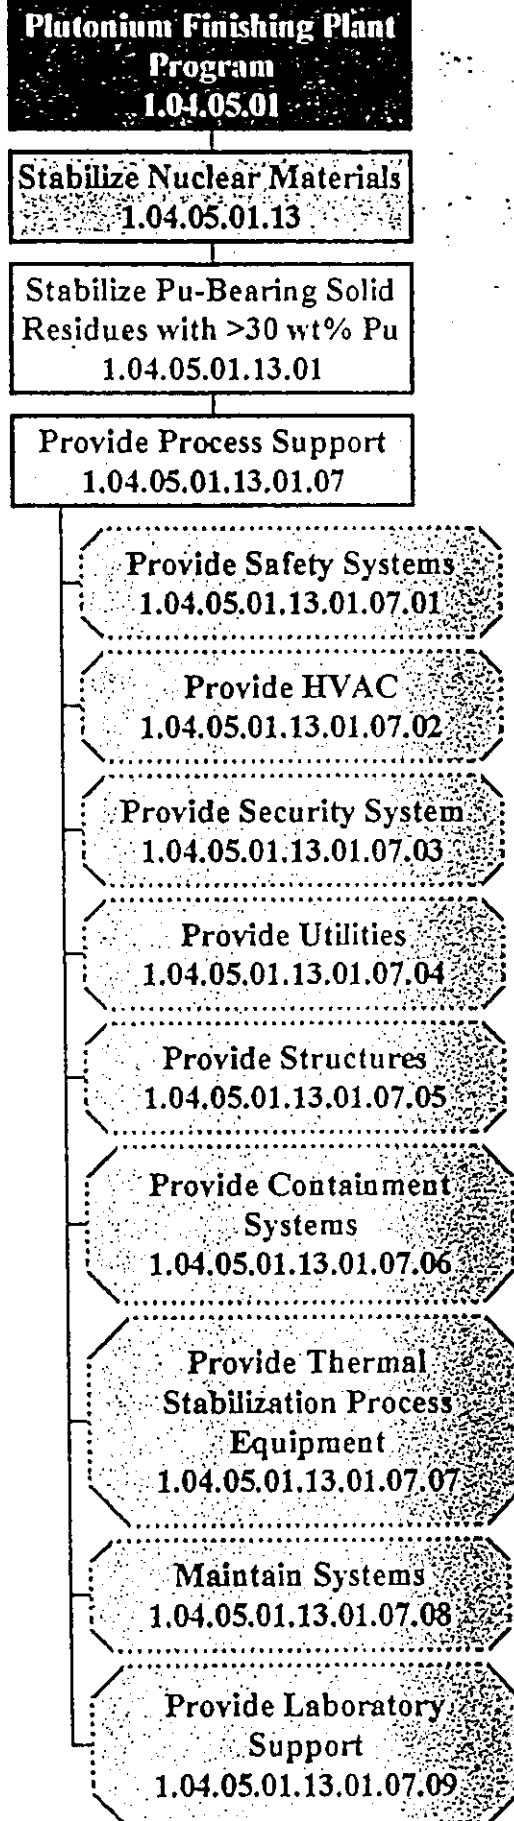 Plutonium Finishing Plant
Program
1.04.05.01
Stabilize Nuclear Materials
1.04.05.01.13
Stabilize Pu-Bearing Solid
Residues with >30 wt% Pu
1.04.05.01.13.01
Provide Process Support
1.04.05.01.13.01.07
Provide Safety Systems
1.04.05.01.13.01.07.01
Provide HVAC
1.04.05.01.13.01.07.02
Provide Security System
1.04.05.01.13.01.07.03
Provide Utilities
1.04.05.01.13.01.07.04
Provide Structures
1.04.05.01.13.01.07.05
Provide Containment
Systems
1.04.05.01.13.01.07.06
Provide Thermal
Stabilization Process
Equipment
1.04.05.01.13.01.07.07
Maintain Systems
1.04.05.01.13.01.07.08
Provide Laboratory
Support
1.04.05.01.13.01.07.09